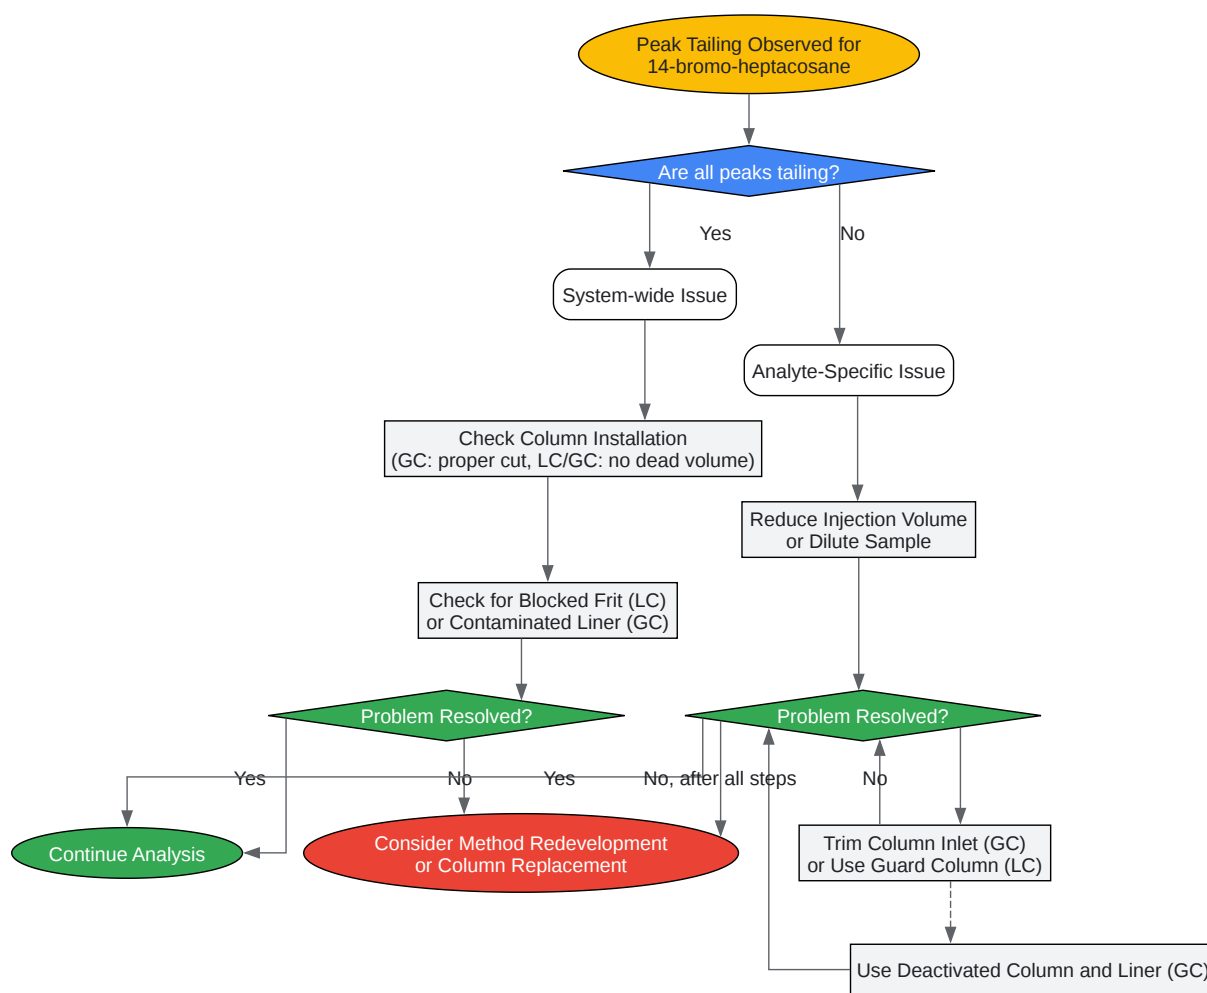 Peak Tailing Observed for
14-bromo-heptacosane
Are all peaks tailing?
Yes
No
System-wide Issue
Analyte-Specific Issue
Check Column Installation
(GC: proper cut, LC/GC: no dead volume)
Reduce Injection Volume
or Dilute Sample
Check for Blocked Frit (LC)
or Contaminated Liner (GC)
Problem Resolved?
Problem Resolved?
Yes
No
Yes
No, after all steps
No
Continue Analysis
Consider Method Redevelopment
or Column Replacement
Trim Column Inlet (GC)
or Use Guard Column (LC)
Use Deactivated Column and Liner (GC)